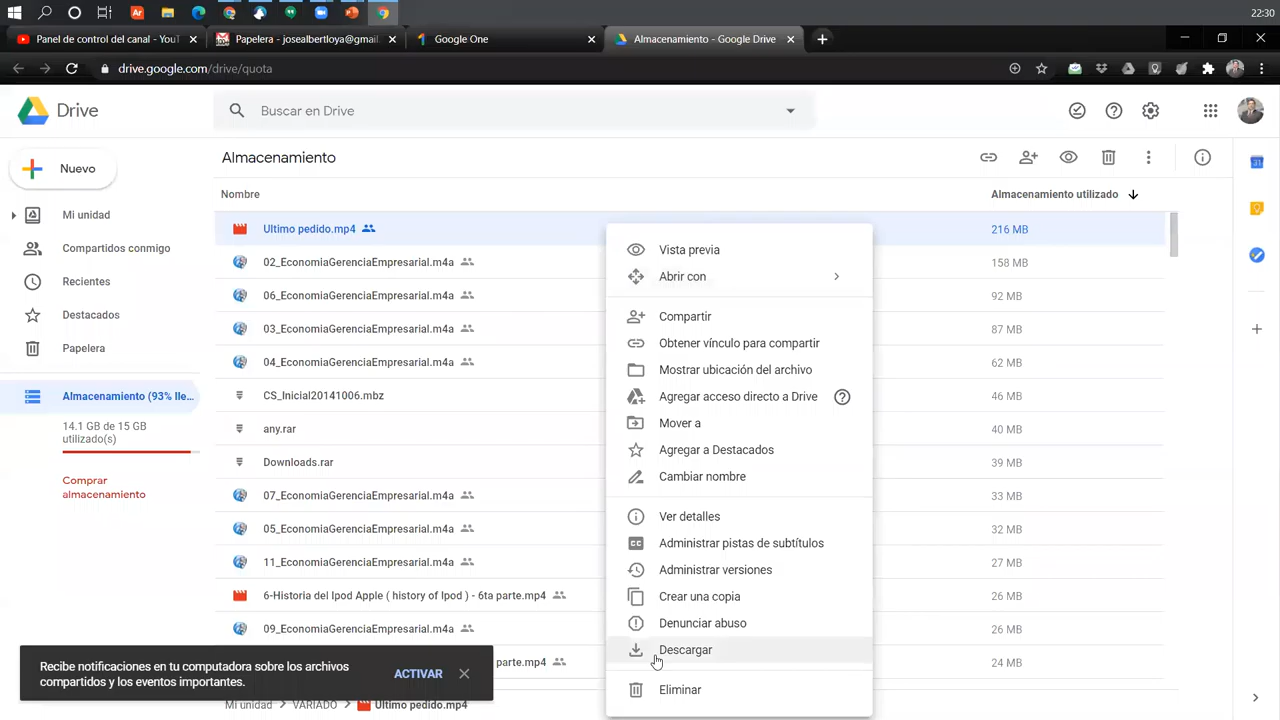 22:30
Panel de control del canal - YouT
Papelera - josealbertloya@gmail.
Google One
Almacenamiento - Google Drive
drive.google.com/drive/quota
Drive
Buscar en Drive
Nuevo
Mi unidad
Compartidos conmigo
Recientes
Destacados
Papelera
Almacenamiento (93% lle...
14.1 GB de 15 GB
utilizado(s)
Comprar
almacenamiento
Almacenamiento
Nombre
Almacenamiento utilizado
Ultimo pedido.mp4
216 MB
02_EconomiaGerenciaEmpresarial.m4a
158 MB
06_EconomiaGerenciaEmpresarial.m4a
92 MB
03_EconomiaGerenciaEmpresarial.m4a
87 MB
04_EconomiaGerenciaEmpresarial.m4a
62 MB
CS_Inicial20141006.mbz
46 MB
any.rar
40 MB
Downloads.rar
39 MB
07_EconomiaGerenciaEmpresarial.m4a
33 MB
05_EconomiaGerenciaEmpresarial.m4a
32 MB
11_EconomiaGerenciaEmpresarial.m4a
27 MB
6-Historia del Ipod Apple ( history of Ipod ) - 6ta parte.mp4
26 MB
09_EconomiaGerenciaEmpresarial.m4a
26 MB
parte.mp4
24 MB
Vista previa
Abrir con
Compartir
Obtener vínculo para compartir
Mostrar ubicación del archivo
Agregar acceso directo a Drive
Mover a
Agregar a Destacados
Cambiar nombre
Ver detalles
CC Administrar pistas de subtítulos
Administrar versiones
Crear una copia
Denunciar abuso
Descargar
Eliminar
Recibe notificaciones en tu computadora sobre los archivos
compartidos y los eventos importantes.
ACTIVAR
Mi unidad > VARIADO > Ultimo pedido.mp4